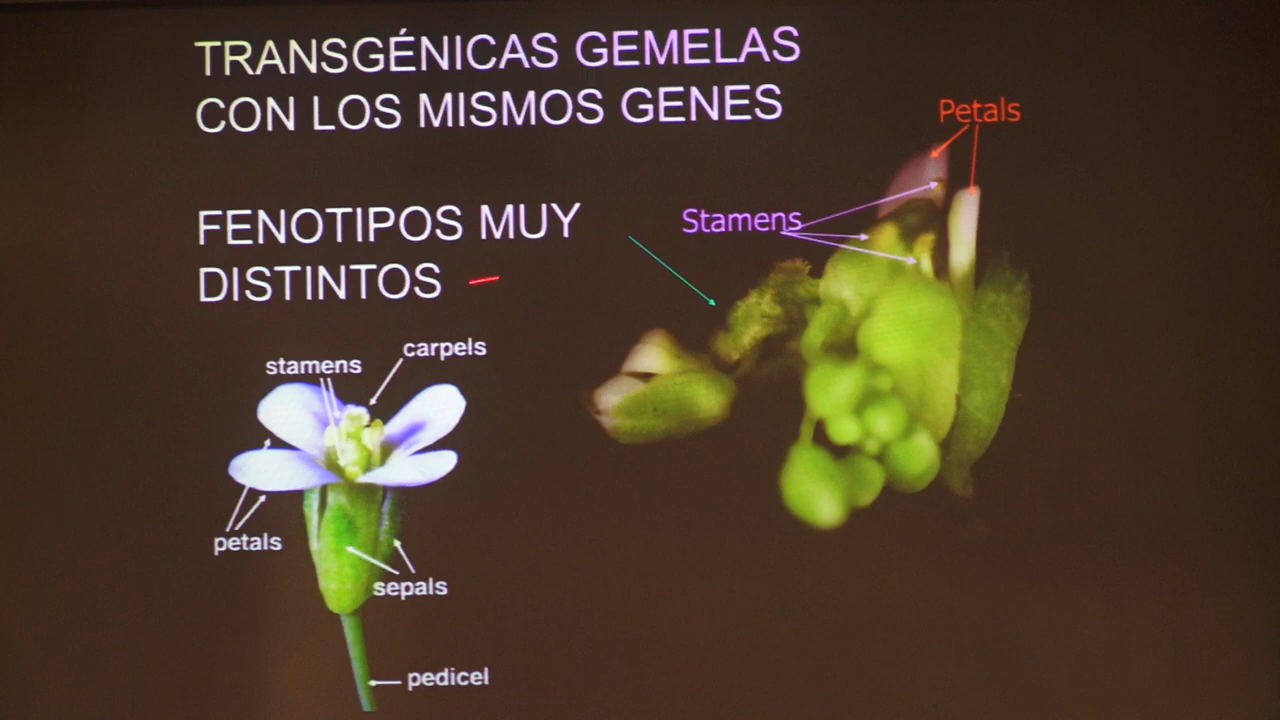 TRANSGÉNICAS GEMELAS
CON LOS MISMOS GENES
FENOTIPOS MUY
DISTINTOS
stamens
carpels
petals
sepals
pedicel
Petals
Stamens